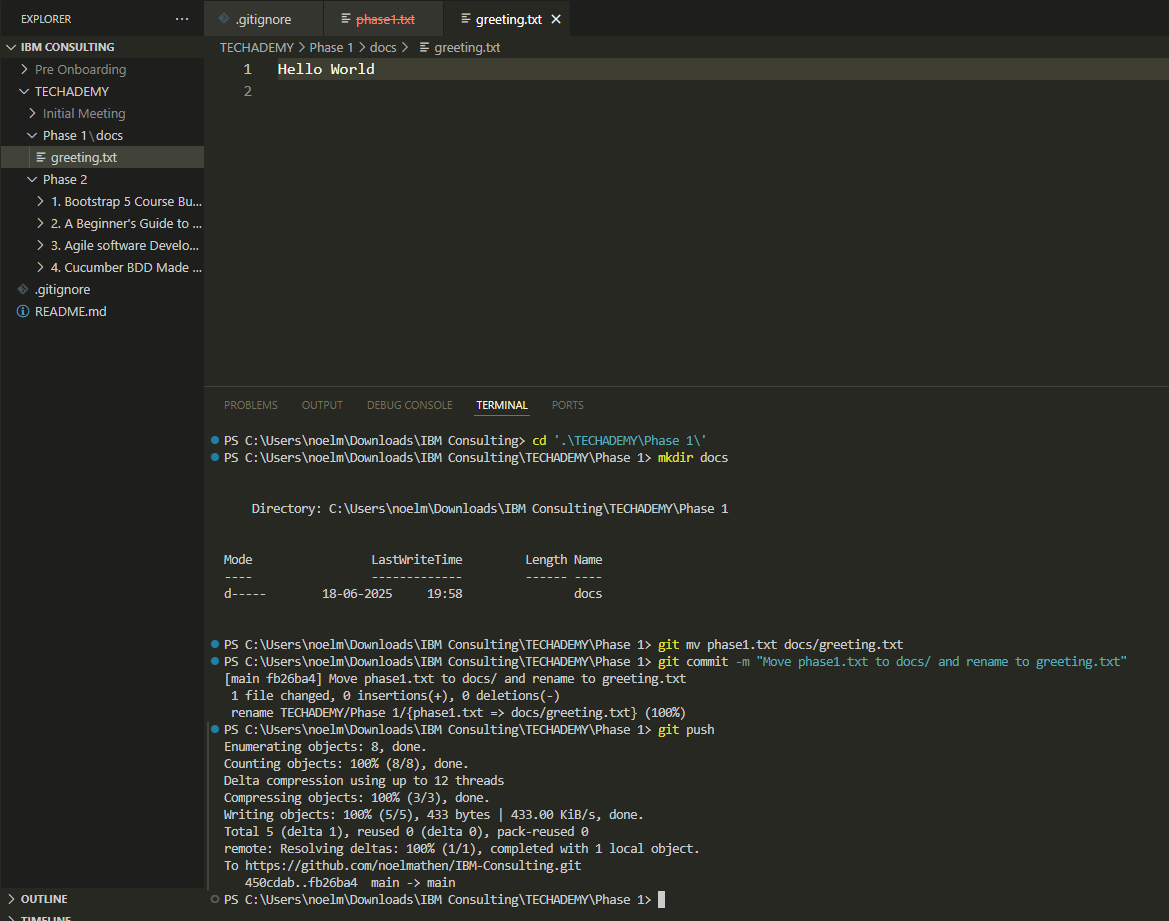 EXPLORER ...
IBM CONSULTING
Pre Onboarding
TECHADEMY
Initial Meeting
Phase 1\docs
greeting.txt
Phase 2
1. Bootstrap 5 Course Bu...
2. A Beginner's Guide to ...
3. Agile software Develo...
4. Cucumber BDD Made ...
.gitignore
README.md
OUTLINE
TIMELINE
.gitignore phase1.txt greeting.txt
TECHADEMY > Phase 1 > docs > greeting.txt
1 Hello World
2
PROBLEMS OUTPUT DEBUG CONSOLE TERMINAL PORTS
PS C:\Users\noelm\Downloads\IBM Consulting> cd '.\TECHADEMY\Phase 1\'
PS C:\Users\noelm\Downloads\IBM Consulting\TECHADEMY\Phase 1> mkdir docs
Directory: C:\Users\noelm\Downloads\IBM Consulting\TECHADEMY\Phase 1
Mode LastWriteTime Length Name
---- ------------- ------ ----
d----- 18-06-2025 19:58 docs
PS C:\Users\noelm\Downloads\IBM Consulting\TECHADEMY\Phase 1> git mv phase1.txt docs/greeting.txt
PS C:\Users\noelm\Downloads\IBM Consulting\TECHADEMY\Phase 1> git commit -m "Move phase1.txt to docs/ and rename to greeting.txt"
[main fb26ba4] Move phase1.txt to docs/ and rename to greeting.txt
1 file changed, 0 insertions(+), 0 deletions(-)
rename TECHADEMY/Phase 1/{phase1.txt => docs/greeting.txt} (100%)
PS C:\Users\noelm\Downloads\IBM Consulting\TECHADEMY\Phase 1> git push
Enumerating objects: 8, done.
Counting objects: 100% (8/8), done.
Delta compression using up to 12 threads
Compressing objects: 100% (3/3), done.
Writing objects: 100% (5/5), 433 bytes | 433.00 KiB/s, done.
Total 5 (delta 1), reused 0 (delta 0), pack-reused 0
remote: Resolving deltas: 100% (1/1), completed with 1 local object.
To https://github.com/noelmathen/IBM-Consulting.git
450cdab..fb26ba4 main -> main
PS C:\Users\noelm\Downloads\IBM Consulting\TECHADEMY\Phase 1>